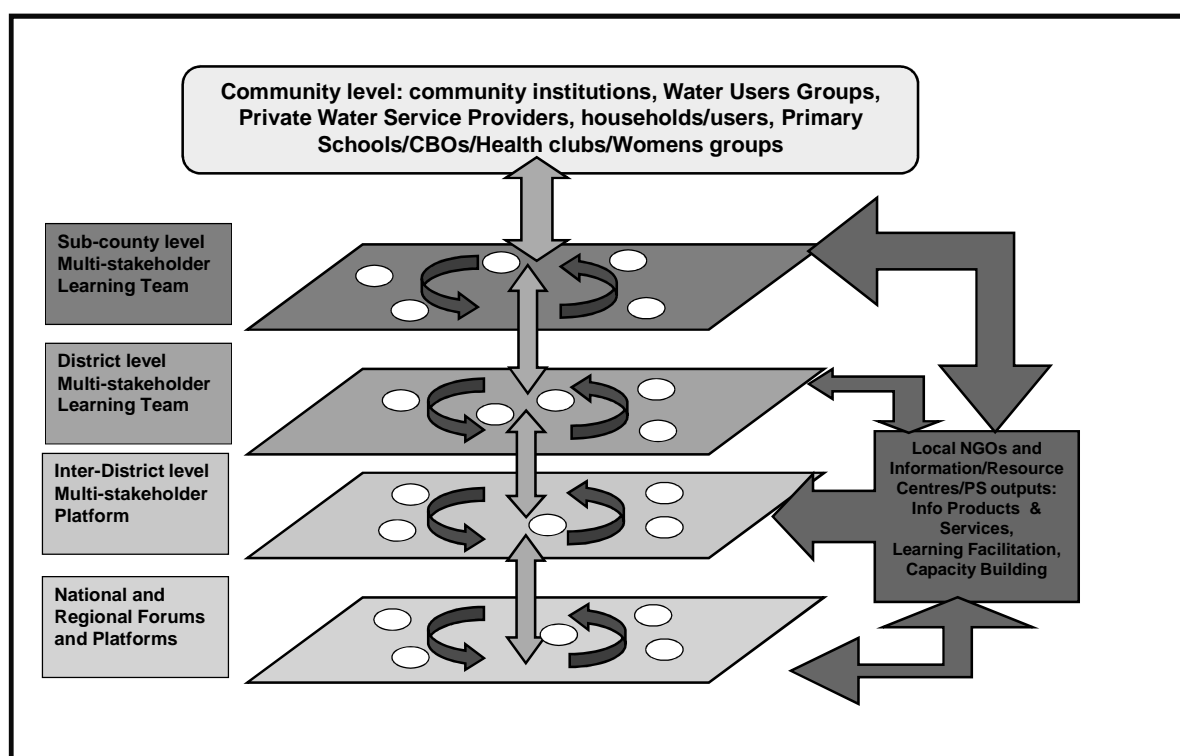 Community level: community institutions, Water Users Groups,
Private Water Service Providers, households/users, Primary
Schools/CBOs/Health clubs/Womens groups
Sub-county level
Multi-stakeholder
Learning Team
District level
Multi-stakeholder
Learning Team
Inter-District level
Multi-stakeholder
Platform
National and
Regional Forums
and Platforms
Local NGOs and
Information/Resource
Centres/PS outputs:
Info Products &
Services,
Learning Facilitation,
Capacity Building